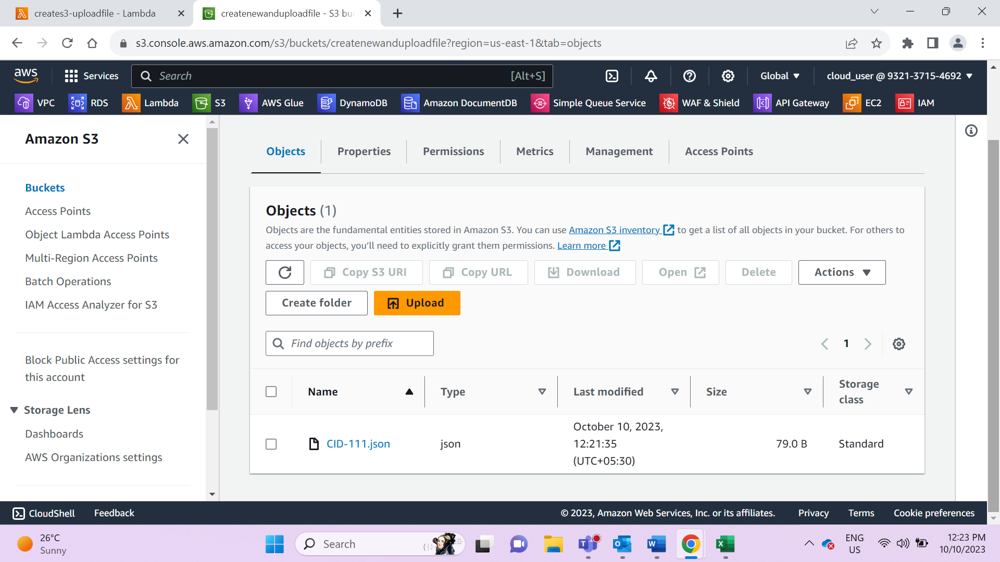 creates3-uploadfile - Lambda
createnewanduploadfile - S3 bu
s3.console.aws.amazon.com/s3/buckets/createnewanduploadfile?region=us-east-1&tab=objects
aws
Services
Search
[Alt+S]
Global
cloud_user @ 9321-3715-4692
VPC
RDS
Lambda
S3
AWS Glue
DynamoDB
Amazon DocumentDB
Simple Queue Service
WAF & Shield
API Gateway
EC2
IAM
Amazon S3
Buckets
Access Points
Object Lambda Access Points
Multi-Region Access Points
Batch Operations
IAM Access Analyzer for S3
Block Public Access settings for
this account
Storage Lens
Dashboards
AWS Organizations settings
Objects
Properties
Permissions
Metrics
Management
Access Points
Objects (1)
Objects are the fundamental entities stored in Amazon S3. You can use Amazon S3 inventory to get a list of all objects in your bucket. For others to
access your objects, you’ll need to explicitly grant them permissions. Learn more
Copy S3 URI
Copy URL
Download
Open
Delete
Actions
Create folder
Upload
Find objects by prefix
1
Name
Type
Last modified
Size
Storage
class
CID-111.json
json
October 10, 2023,
12:21:35
(UTC+05:30)
79.0 B
Standard
CloudShell
Feedback
© 2023, Amazon Web Services, Inc. or its affiliates.
Privacy
Terms
Cookie preferences
26°C
Sunny
Search
ENG
US
12:23 PM
10/10/2023